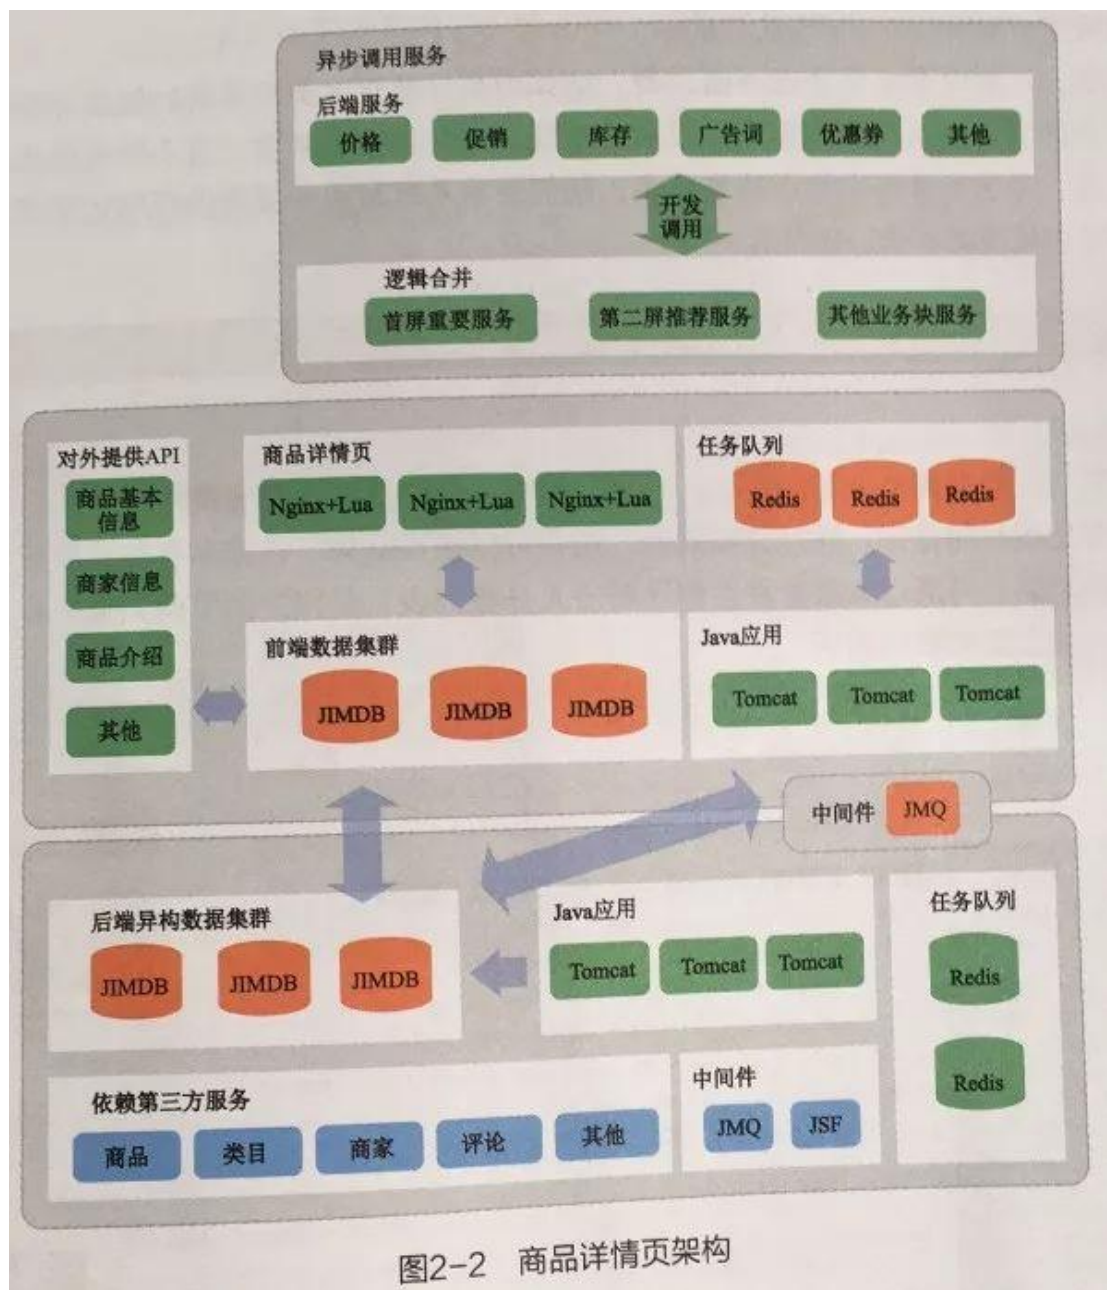 异步调用服务
后端服务
价格 促销 库存 广告词 优惠券 其他
开发
调用
逻辑合并
首屏重要服务 第二屏推荐服务 其他业务块服务
对外提供API
商品基本
信息
商家信息
商品介绍
其他
商品详情页
Nginx+Lua Nginx+Lua Nginx+Lua
任务队列
Redis Redis Redis
前端数据集群
JIMDB JIMDB JIMDB
Java应用
Tomcat Tomcat Tomcat
中间件 JMQ
后端异构数据集群
JIMDB JIMDB JIMDB
Java应用
Tomcat Tomcat Tomcat
任务队列
Redis
Redis
依赖第三方服务
商品 类目 商家 评论 其他
中间件
JMQ JSF
图2-2 商品详情页架构